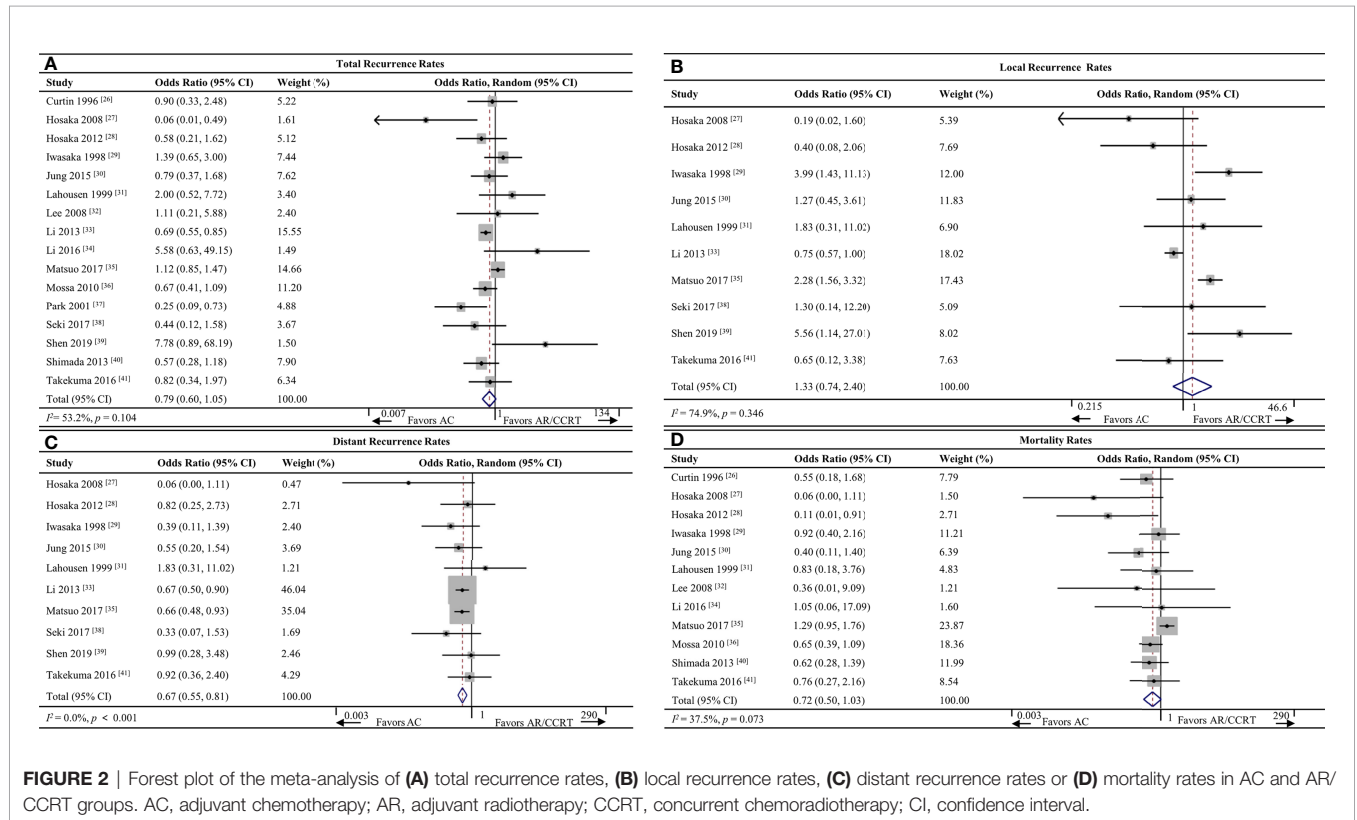 A
Total Recurrence Rates
Study Odds Ratio (95% CI) Weight (%) Odds Ratio, Random (95% CI)
Curtin 1996 [26] 0.90 (0.33, 2.48) 5.22
Hosaka 2008 [27] 0.06 (0.01, 0.49) 1.61
Hosaka 2012 [28] 0.58 (0.21, 1.62) 5.12
Iwasaka 1998 [29] 1.39 (0.65, 3.00) 7.44
Jung 2015 [30] 0.79 (0.37, 1.68) 7.62
Lahousen 1999 [31] 2.00 (0.52, 7.72) 3.40
Lee 2008 [32] 1.11 (0.21, 5.88) 2.40
Li 2013 [33] 0.69 (0.55, 0.85) 15.55
Li 2016 [34] 5.58 (0.63, 49.15) 1.49
Matsuo 2017 [35] 1.12 (0.85, 1.47) 14.66
Mossa 2010 [36] 0.67 (0.41, 1.09) 11.20
Park 2001 [37] 0.25 (0.09, 0.73) 4.88
Seki 2017 [38] 0.44 (0.12, 1.58) 3.67
Shen 2019 [39] 7.78 (0.89, 68.19) 1.50
Shimada 2013 [40] 0.57 (0.28, 1.18) 7.90
Takekuma 2016 [41] 0.82 (0.34, 1.97) 6.34
Total (95% CI) 0.79 (0.60, 1.05) 100.00
I² = 53.2%, p = 0.104
0.007 1 134
Favors AC Favors AR/CCRT
B
Local Recurrence Rates
Study Odds Ratio (95% CI) Weight (%) Odds Ratio, Random (95% CI)
Hosaka 2008 [27] 0.19 (0.02, 1.60) 5.39
Hosaka 2012 [28] 0.40 (0.08, 2.06) 7.69
Iwasaka 1998 [29] 3.99 (1.43, 11.13) 12.00
Jung 2015 [30] 1.27 (0.45, 3.61) 11.83
Lahousen 1999 [31] 1.83 (0.31, 11.02) 6.90
Li 2013 [33] 0.75 (0.57, 1.00) 18.02
Matsuo 2017 [35] 2.28 (1.56, 3.32) 17.43
Seki 2017 [38] 1.30 (0.14, 12.20) 5.09
Shen 2019 [39] 5.56 (1.14, 27.01) 8.02
Takekuma 2016 [41] 0.65 (0.12, 3.38) 7.63
Total (95% CI) 1.33 (0.74, 2.40) 100.00
I² = 74.9%, p = 0.346
0.215 1 46.6
Favors AC Favors AR/CCRT
C
Distant Recurrence Rates
Study Odds Ratio (95% CI) Weight (%) Odds Ratio, Random (95% CI)
Hosaka 2008 [27] 0.06 (0.00, 1.11) 0.47
Hosaka 2012 [28] 0.82 (0.25, 2.73) 2.71
Iwasaka 1998 [29] 0.39 (0.11, 1.39) 2.40
Jung 2015 [30] 0.55 (0.20, 1.54) 3.69
Lahousen 1999 [31] 1.83 (0.31, 11.02) 1.21
Li 2013 [33] 0.67 (0.50, 0.90) 46.04
Matsuo 2017 [35] 0.66 (0.48, 0.93) 35.04
Seki 2017 [38] 0.33 (0.07, 1.53) 1.69
Shen 2019 [39] 0.99 (0.28, 3.48) 2.46
Takekuma 2016 [41] 0.92 (0.36, 2.40) 4.29
Total (95% CI) 0.67 (0.55, 0.81) 100.00
I² = 0.0%, p < 0.001
0.003 1 290
Favors AC Favors AR/CCRT
D
Mortality Rates
Study Odds Ratio (95% CI) Weight (%) Odds Ratio, Random (95% CI)
Curtin 1996 [26] 0.55 (0.18, 1.68) 7.79
Hosaka 2008 [27] 0.06 (0.00, 1.11) 1.50
Hosaka 2012 [28] 0.11 (0.01, 0.91) 2.71
Iwasaka 1998 [29] 0.92 (0.40, 2.16) 11.21
Jung 2015 [30] 0.40 (0.11, 1.40) 6.39
Lahousen 1999 [31] 0.83 (0.18, 3.76) 4.83
Lee 2008 [32] 0.36 (0.01, 9.09) 1.21
Li 2016 [34] 1.05 (0.06, 17.09) 1.60
Matsuo 2017 [35] 1.29 (0.95, 1.76) 23.87
Mossa 2010 [36] 0.65 (0.39, 1.09) 18.36
Shimada 2013 [40] 0.62 (0.28, 1.39) 11.99
Takekuma 2016 [41] 0.76 (0.27, 2.16) 8.54
Total (95% CI) 0.72 (0.50, 1.03) 100.00
I² = 37.5%, p = 0.073
0.003 1 290
Favors AC Favors AR/CCRT
FIGURE 2 | Forest plot of the meta-analysis of (A) total recurrence rates, (B) local recurrence rates, (C) distant recurrence rates or (D) mortality rates in AC and AR/
CCRT groups. AC, adjuvant chemotherapy; AR, adjuvant radiotherapy; CCRT, concurrent chemoradiotherapy; CI, confidence interval.